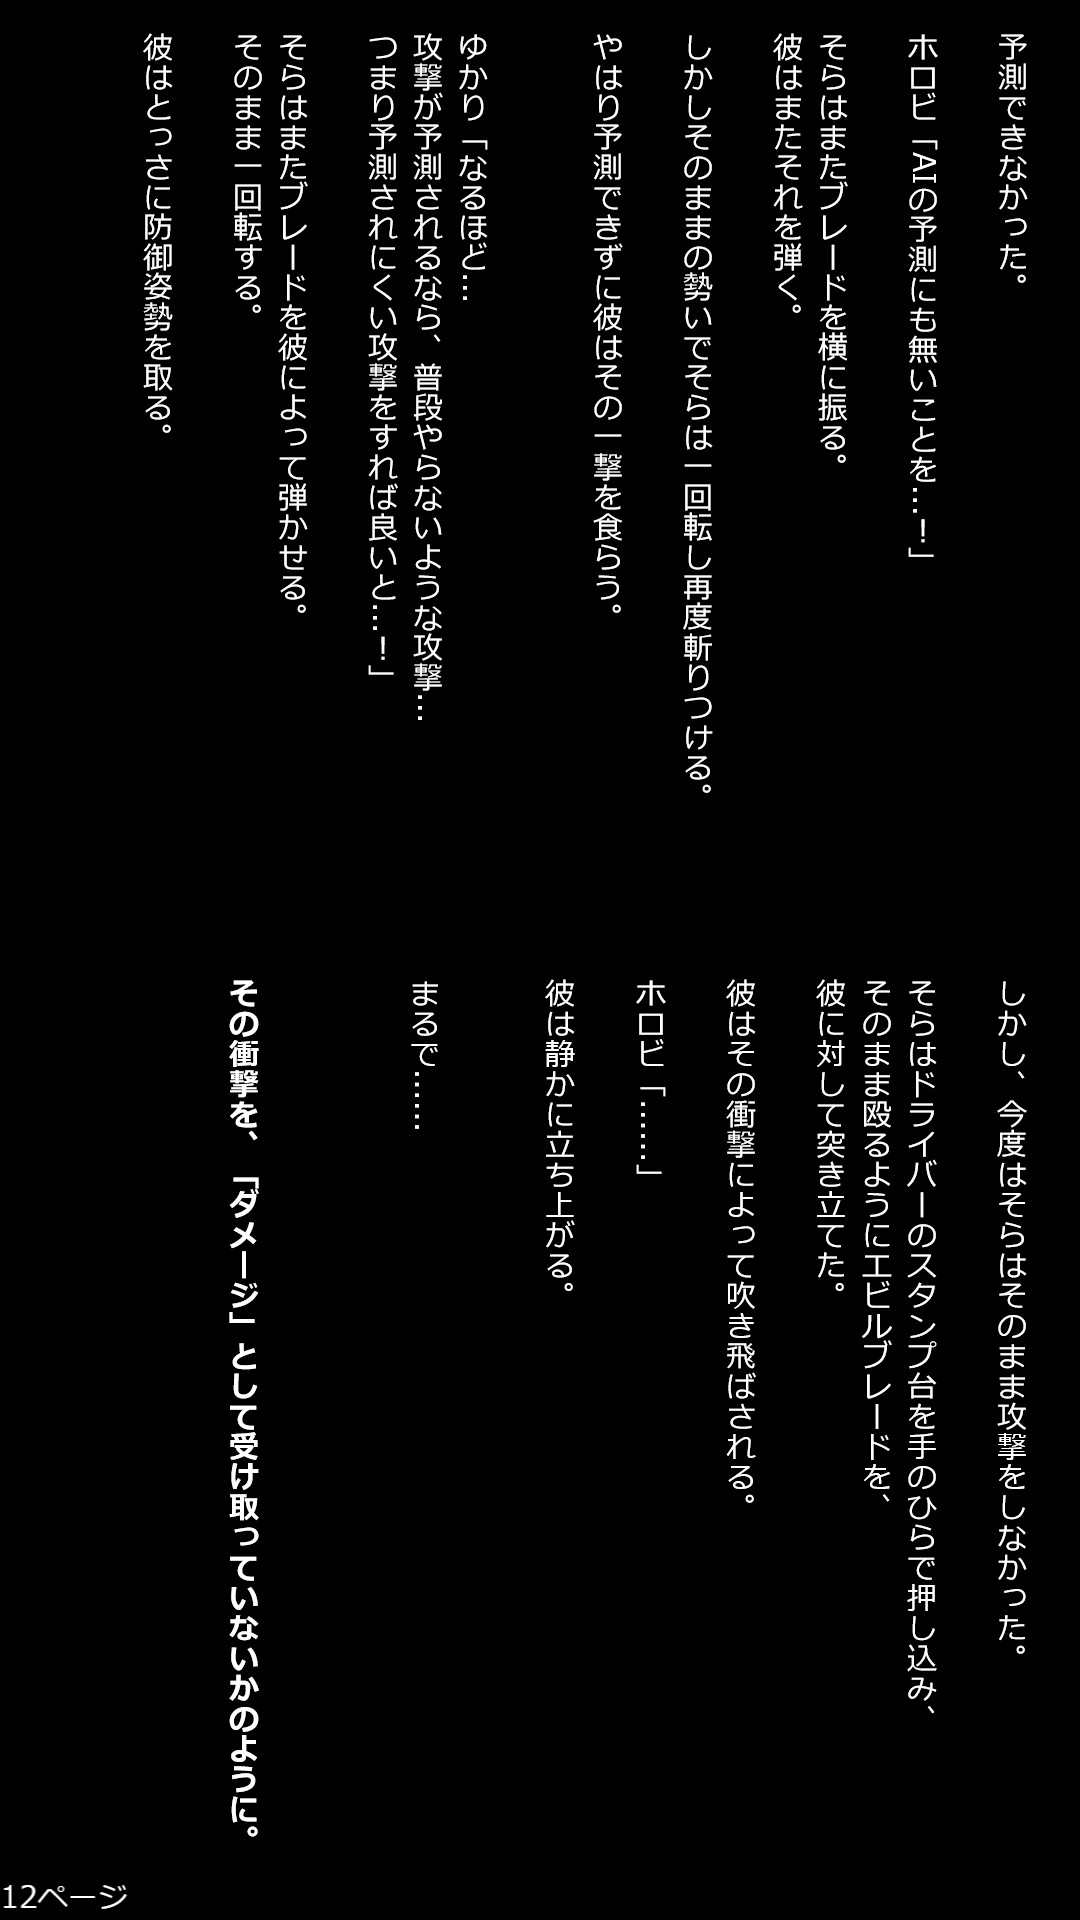 予測できなかった。
ホロビ「AIの予測にも無いことを…！」
そらはまたブレードを横に振る。
彼はまたそれを弾く。
しかしそのままの勢いでそらは一回転し再度斬りつける。
やはり予測できずに彼はその一撃を食らう。
ゆかり「なるほど…
攻撃が予測されるなら、普段やらないような攻撃…
つまり予測されにくい攻撃をすれば良いと…！」
そらはまたブレードを彼によって弾かせる。
そのまま一回転する。
彼はとっさに防御姿勢を取る。
しかし、今度はそらはそのまま攻撃をしなかった。
そらはドライバーのスタンプ台を手のひらで押し込み、
そのまま殴るようにエビルブレードを、
彼に対して突き立てた。
彼はその衝撃によって吹き飛ばされる。
ホロビ「……」
彼は静かに立ち上がる。
まるで……
その衝撃を、「ダメージ」として受け取っていないかのように。
12ページ